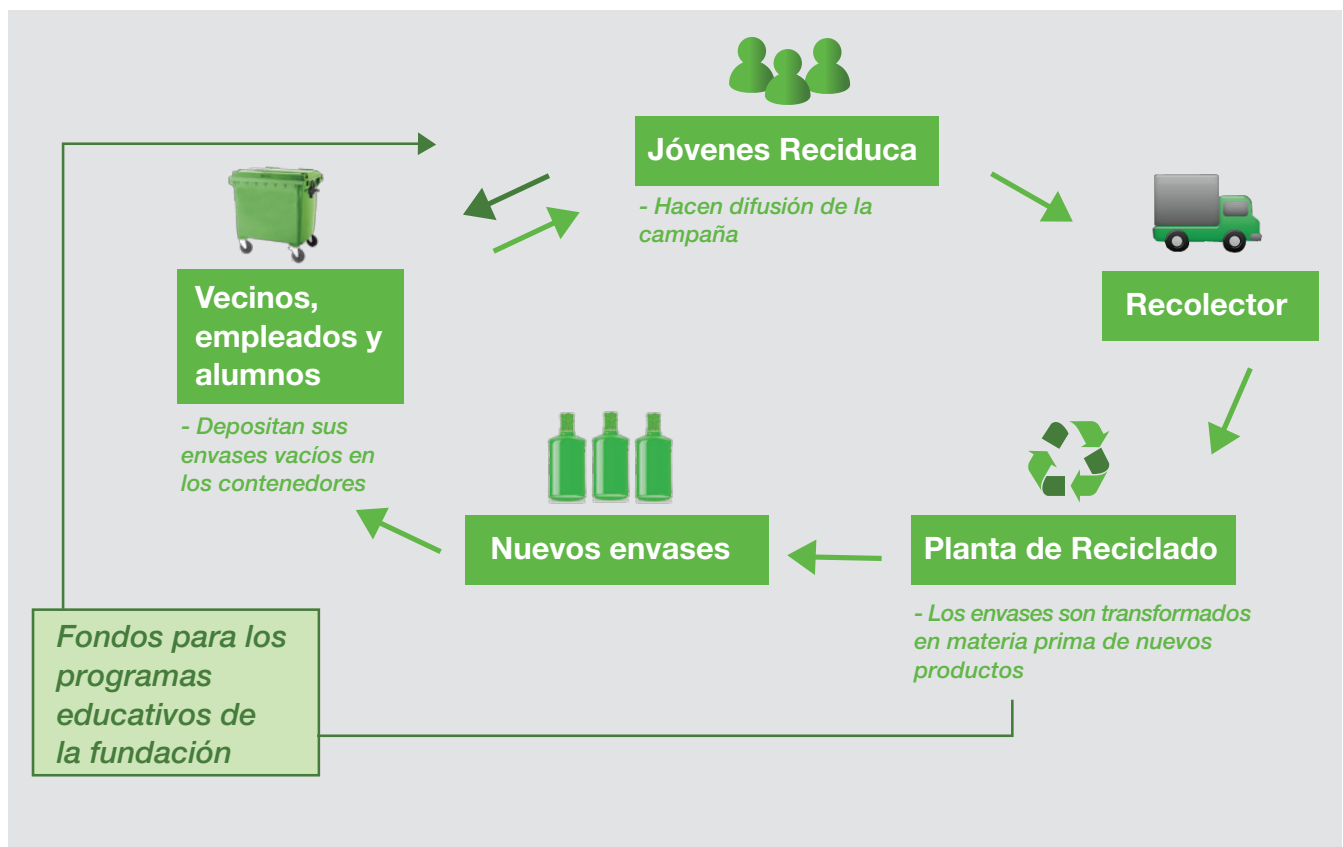 Jóvenes Reciduca
- Hacen difusión de la
campaña
Recolector
Vecinos,
empleados y
alumnos
- Depositan sus
envases vacíos en
los contenedores
Nuevos envases
Planta de Reciclado
- Los envases son transformados
en materia prima de nuevos
productos
Fondos para los
programas
educativos de
la fundación